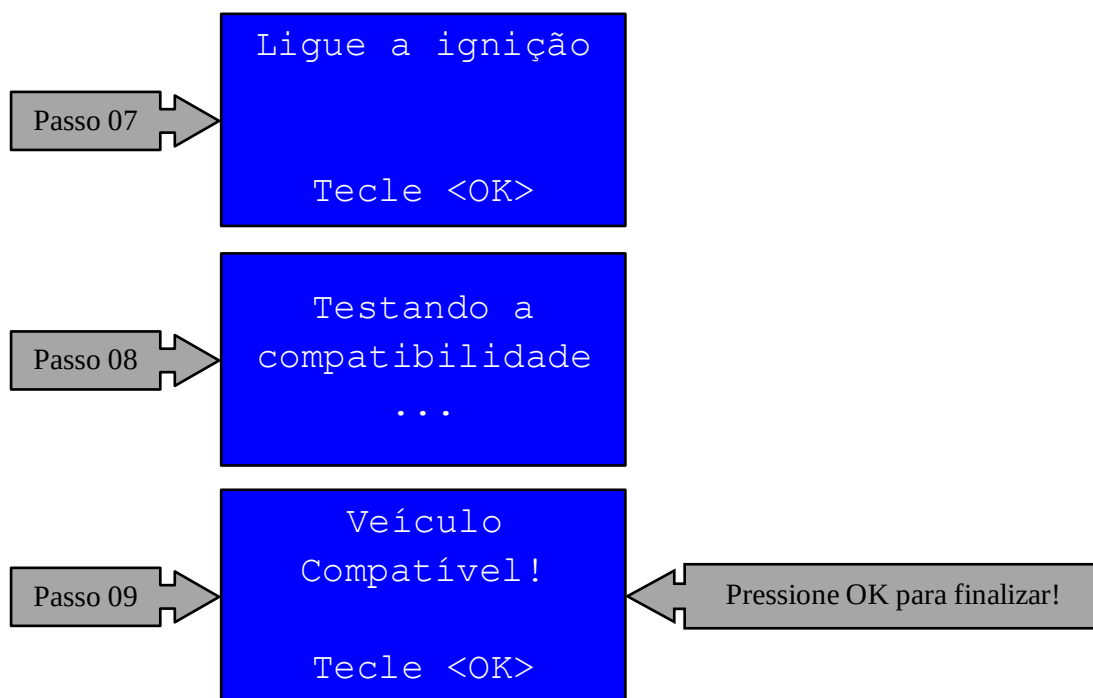 Ligue a ignição
Passo 07
Tecle <OK>
Testando a
Passo 08
compatibilidade
...
Veículo
Compatível!
Passo 09
Pressione OK para finalizar!
Tecle <OK>